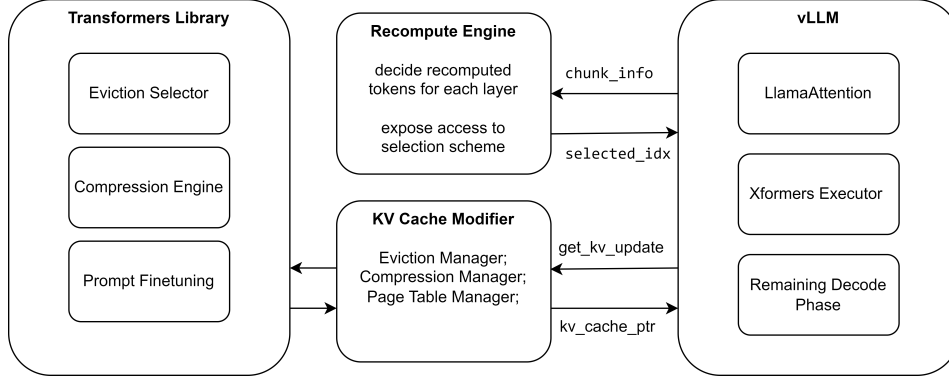 Transformers Library
Eviction Selector
Compression Engine
Prompt Finetuning
Recompute Engine
decide recomputed
tokens for each layer
expose access to
selection scheme
KV Cache Modifier
Eviction Manager;
Compression Manager;
Page Table Manager;
chunk_info
selected_idx
get_kv_update
kv_cache_ptr
vLLM
LlamaAttention
Xformers Executor
Remaining Decode
Phase